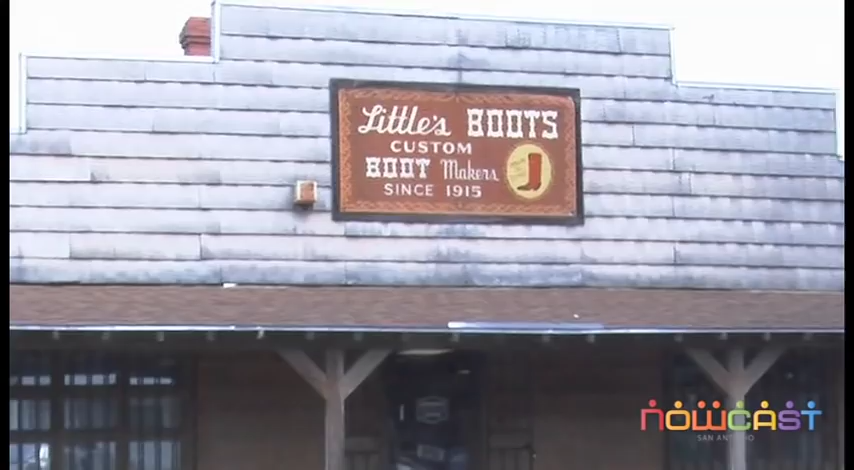 Little's BOOTS
CUSTOM
BOOT Makers
SINCE 1915
NOWCAST
SAN ANTONIO